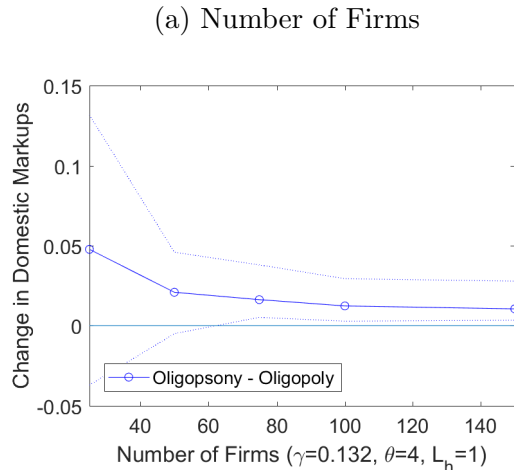 (a) Number of Firms
0.15
0.1
0.05
0
-0.05
Change in Domestic Markups
Oligopsony - Oligopoly
40 60 80 100 120 140
Number of Firms (γ=0.132, θ=4, L_h=1)